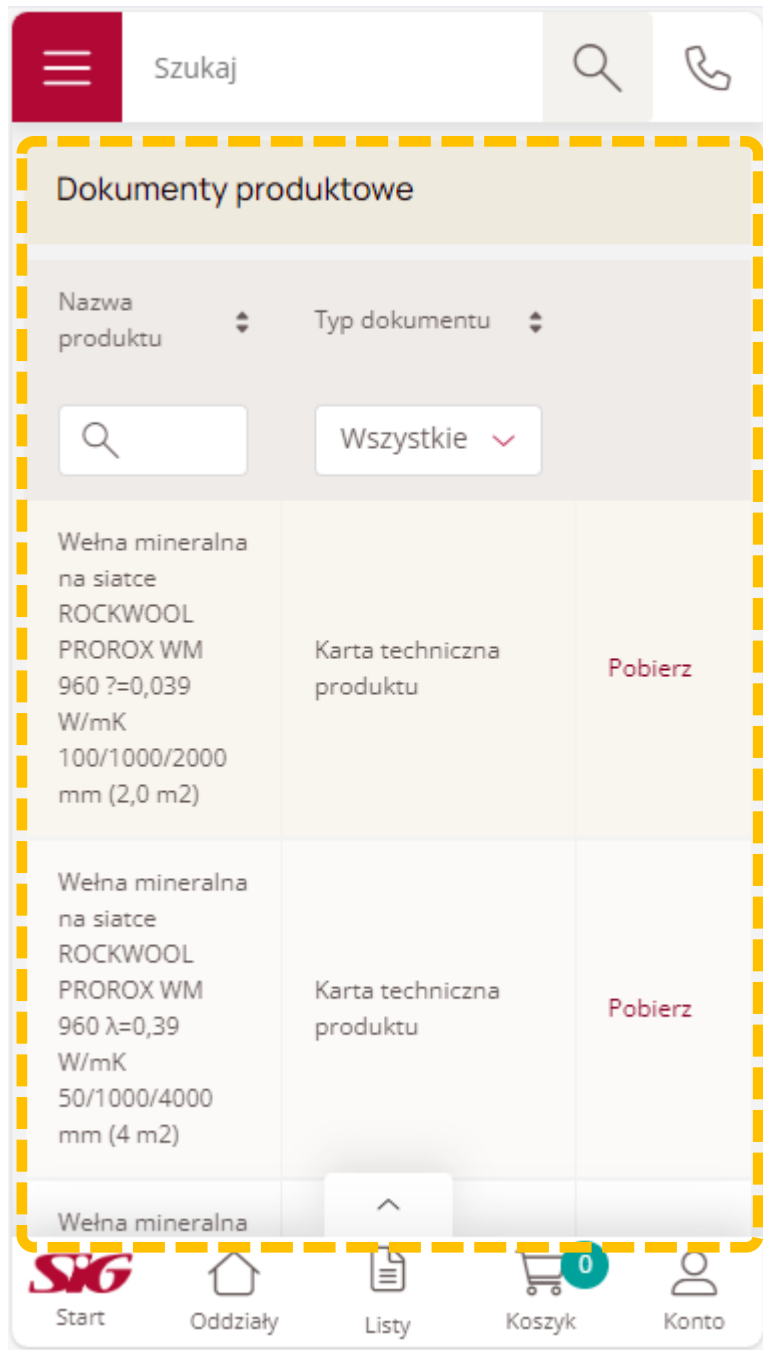 Szukaj
Dokumenty produktowe
Nazwa
produktu
Typ dokumentu
Wszystkie
Wełna mineralna
na siatce
ROCKWOOL
PROROX WM
960 ?=0,039
W/mK
100/1000/2000
mm (2,0 m2)
Karta techniczna
produktu
Pobierz
Wełna mineralna
na siatce
ROCKWOOL
PROROX WM
960 λ=0,39
W/mK
50/1000/4000
mm (4 m2)
Karta techniczna
produktu
Pobierz
Wełna mineralna
SiG
0
Start
Oddziały
Listy
Koszyk
Konto